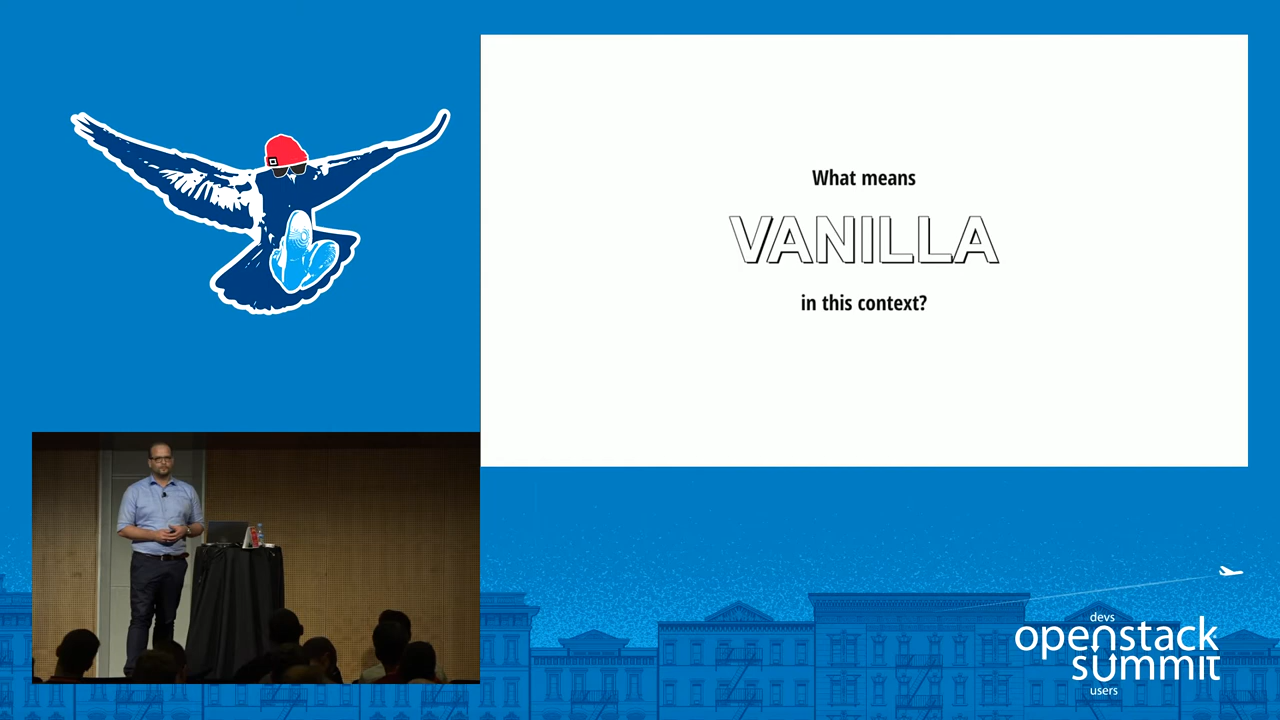 What means
VANILLA
in this context?
devs
openstack
summit
users